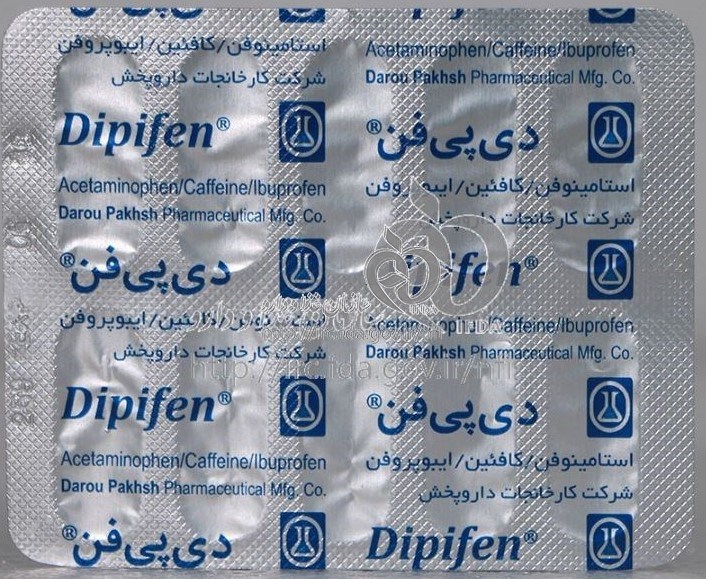 استامینوفن/کافئین/ایبوپروفن
شرکت کارخانجات داروپخش
Dipifen®
Acetaminophen/Caffeine/Ibuprofen
Darou Pakhsh Pharmaceutical Mfg. Co.
دی‌پی‌فن®
استامینوفن/کافئین/ایبوپروفن
شرکت کارخانجات داروپخش
Dipifen®
Acetaminophen/Caffeine/Ibuprofen
Darou Pakhsh Pharmaceutical Mfg. Co.
دی‌پی‌فن®
Acetaminophen/Caffeine/Ibuprofen
Darou Pakhsh Pharmaceutical Mfg. Co.
دی‌پی‌فن®
استامینوفن/کافئین/ایبوپروفن
شرکت کارخانجات داروپخش
Dipifen®
Acetaminophen/Caffeine/Ibuprofen
Darou Pakhsh Pharmaceutical Mfg. Co.
دی‌پی‌فن®
استامینوفن/کافئین/ایبوپروفن
شرکت کارخانجات داروپخش
Dipifen®